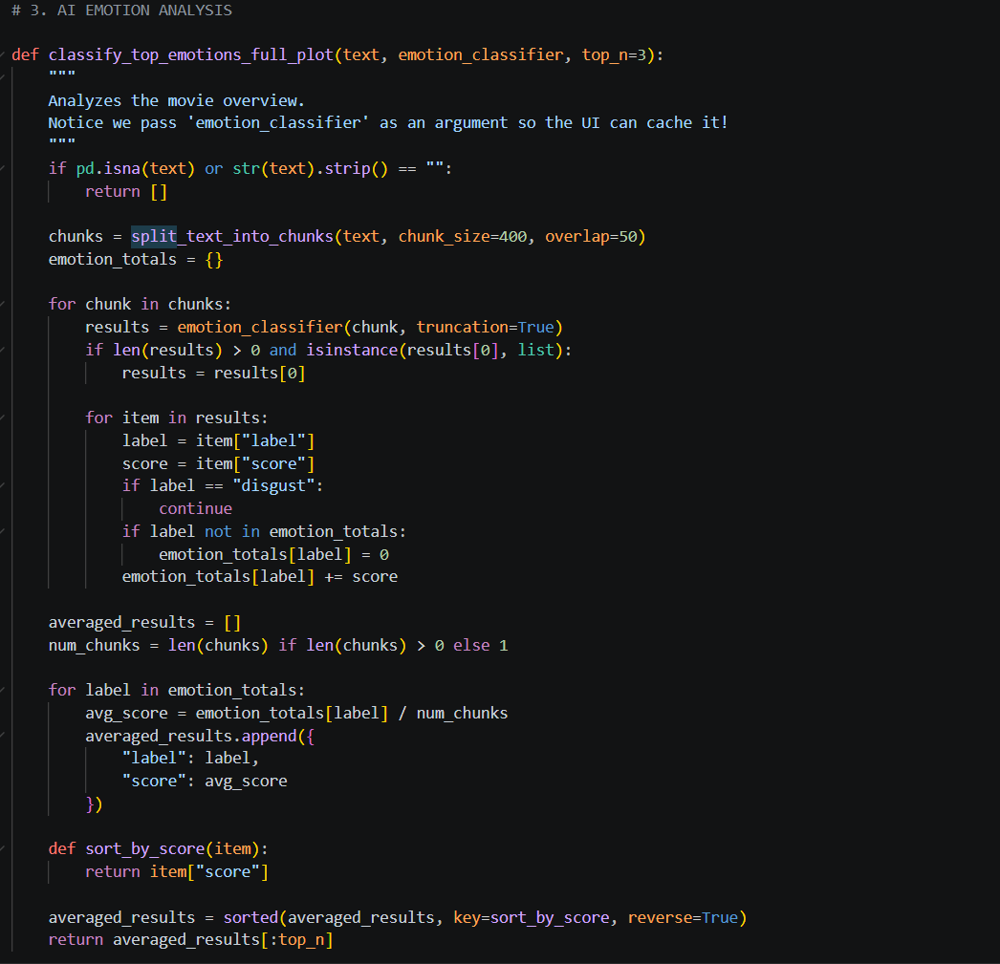 # 3. AI EMOTION ANALYSIS
def classify_top_emotions_full_plot(text, emotion_classifier, top_n=3):
    """
    Analyzes the movie overview.
    Notice we pass 'emotion_classifier' as an argument so the UI can cache it!
    """
    if pd.isna(text) or str(text).strip() == "":
        return []
    chunks = split_text_into_chunks(text, chunk_size=400, overlap=50)
    emotion_totals = {}
    for chunk in chunks:
        results = emotion_classifier(chunk, truncation=True)
        if len(results) > 0 and isinstance(results[0], list):
            results = results[0]
        for item in results:
            label = item["label"]
            score = item["score"]
            if label == "disgust":
                continue
            if label not in emotion_totals:
                emotion_totals[label] = 0
            emotion_totals[label] += score
    averaged_results = []
    num_chunks = len(chunks) if len(chunks) > 0 else 1
    for label in emotion_totals:
        avg_score = emotion_totals[label] / num_chunks
        averaged_results.append({
            "label": label,
            "score": avg_score
        })
    def sort_by_score(item):
        return item["score"]
    averaged_results = sorted(averaged_results, key=sort_by_score, reverse=True)
    return averaged_results[:top_n]